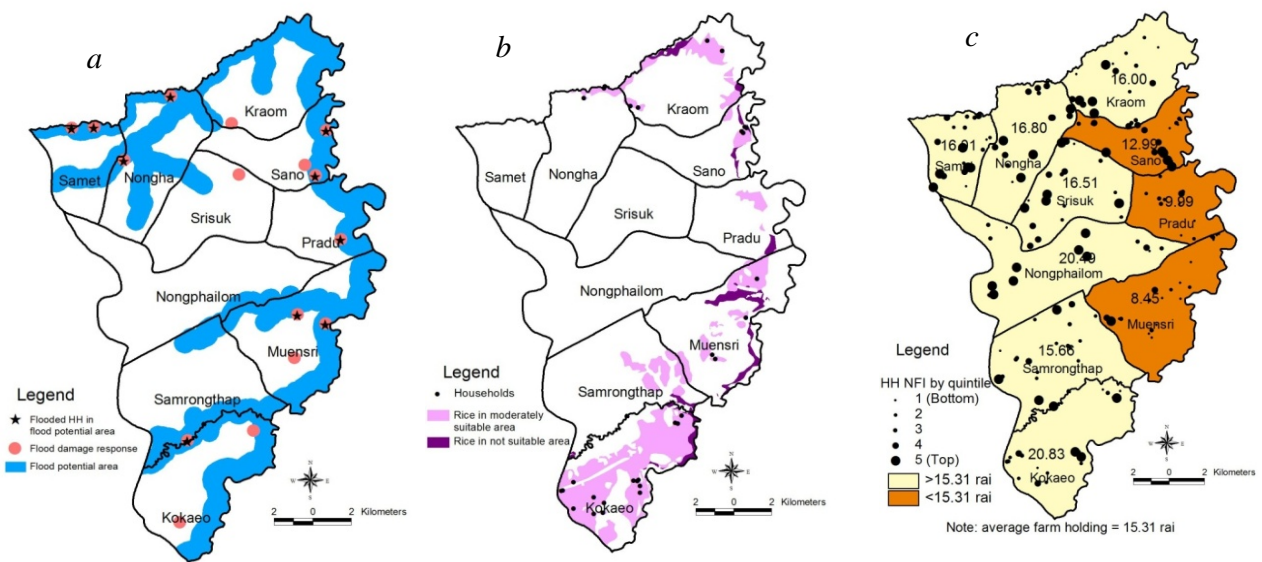 a
Kraom
Samet
Nongha
Sano
Srisuk
Pradu
Nongphailom
Muensri
Samrongthap
Kokaeo
Legend
Flooded HH in
flood potential area
Flood damage response
Flood potential area
N
W E
S
2 0 2 Kilometers
b
Kraom
Nongha
Sano
Samet
Srisuk
Pradu
Nongphailom
Muensri
Samrongthap
Kokaeo
Legend
Households
Rice in moderately
suitable area
Rice in not suitable area
N
W E
S
2 0 2 Kilometers
c
16.00
Kraom
16.80
12.99
Sano
Nongha
16.51
Srisuk
9.99
Pradu
20.49
Nongphailom
8.45
Muensri
15.66
Samrongthap
20.83
Kokaeo
Legend
HH NFI by quintile
1 (Bottom)
2
3
4
5 (Top)
>15.31 rai
<15.31 rai
N
W E
S
2 0 2 Kilometers
Note: average farm holding = 15.31 rai